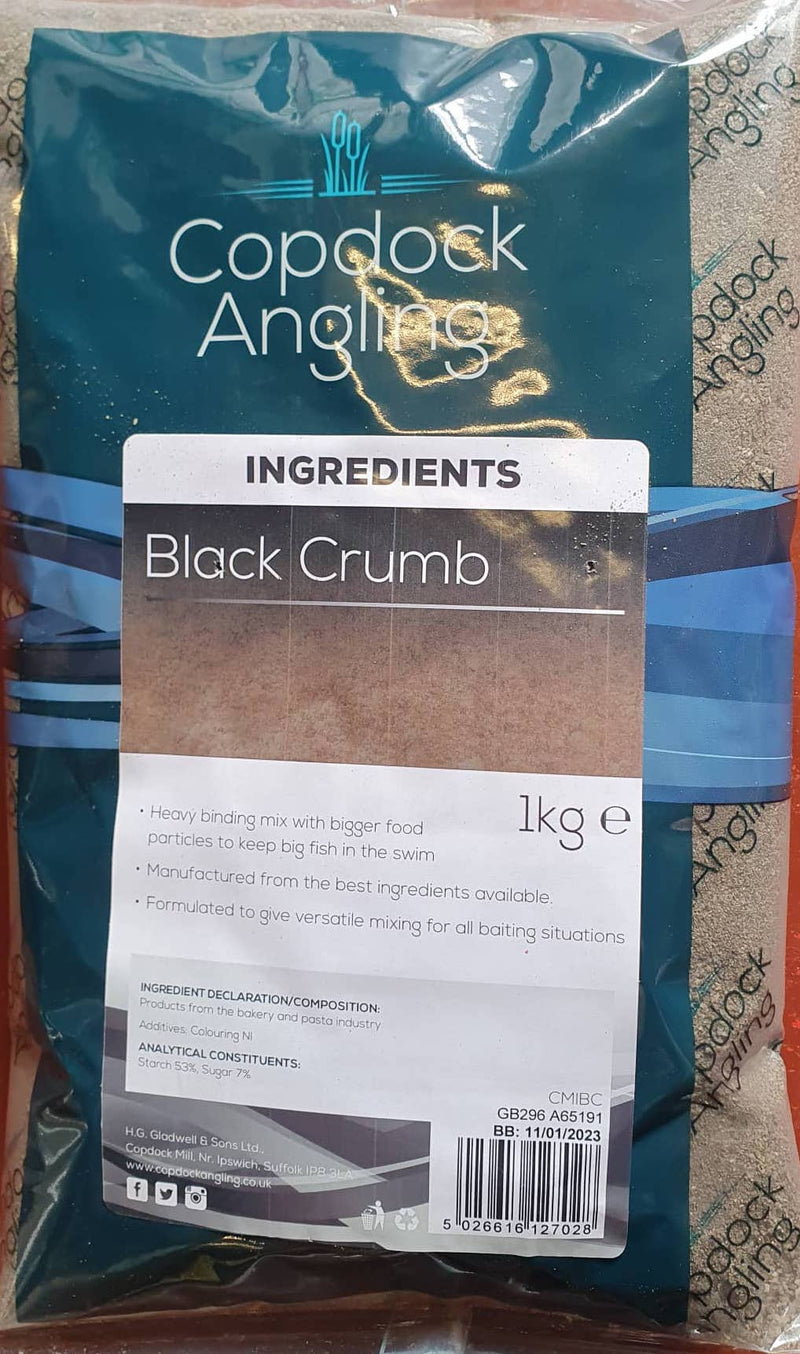 Copdock
Angling
INGREDIENTS
Black Crumb
1kg e
• Heavy binding mix with bigger food
particles to keep big fish in the swim
• Manufactured from the best ingredients available.
• Formulated to give versatile mixing for all baiting situations
INGREDIENT DECLARATION/COMPOSITION:
Products from the bakery and pasta industry
Additives: Colouring NI
ANALYTICAL CONSTITUENTS:
Starch 53%, Sugar 7%
CMIBC
GB296 A65191
BB: 11/01/2023
5 026616 127028
H.G. Gladwell & Sons Ltd.,
Copdock Mill, Nr. Ipswich, Suffolk IP8 3LA
www.copdockangling.co.uk
Angling
Angling
Angling